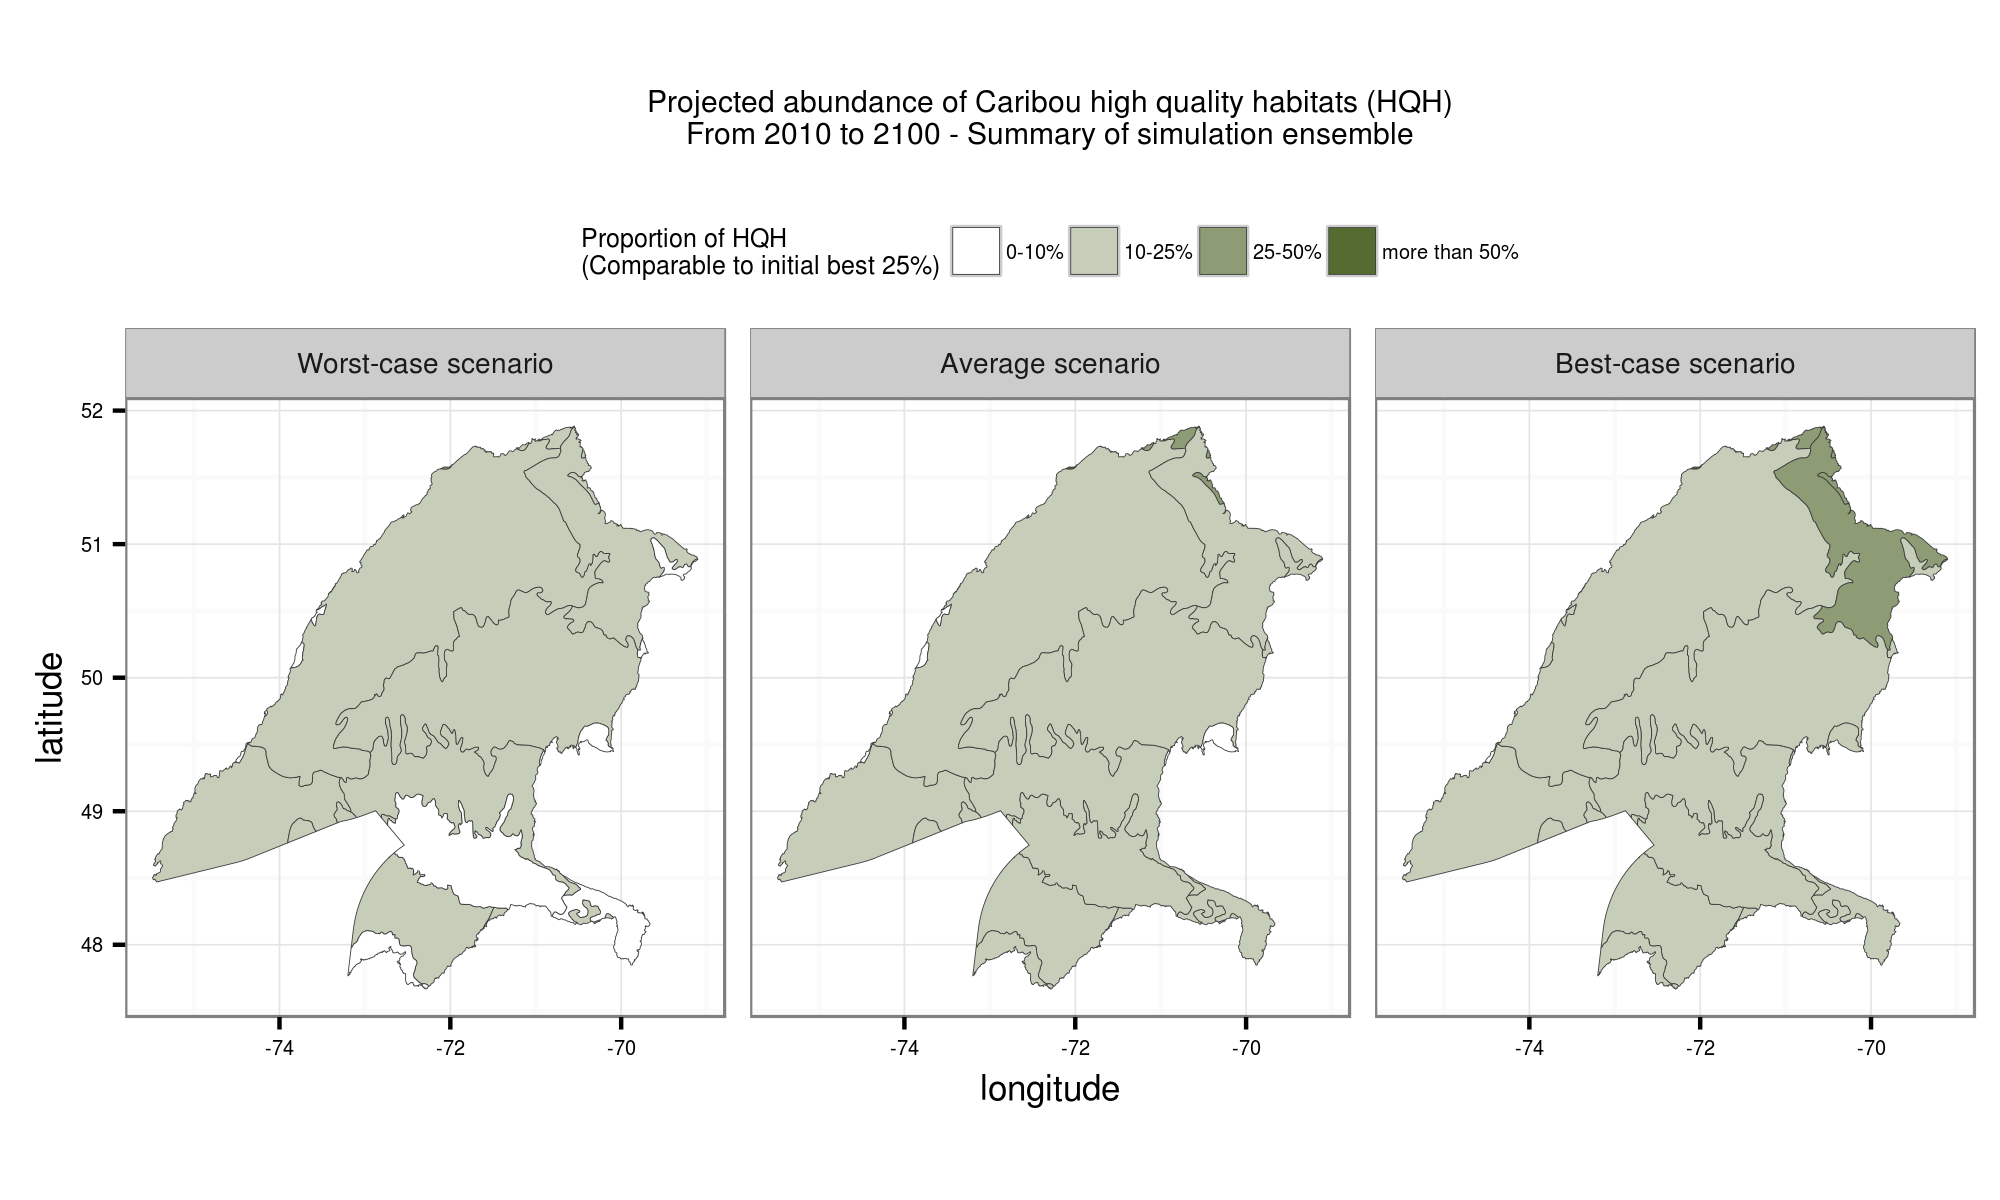 Projected abundance of Caribou high quality habitats (HQH)
From 2010 to 2100 - Summary of simulation ensemble
Proportion of HQH
(Comparable to initial best 25%)
0-10%
10-25%
25-50%
more than 50%
Worst-case scenario
Average scenario
Best-case scenario
52
51
50
49
48
latitude
-74
-72
-70
-74
-72
-70
-74
-72
-70
longitude